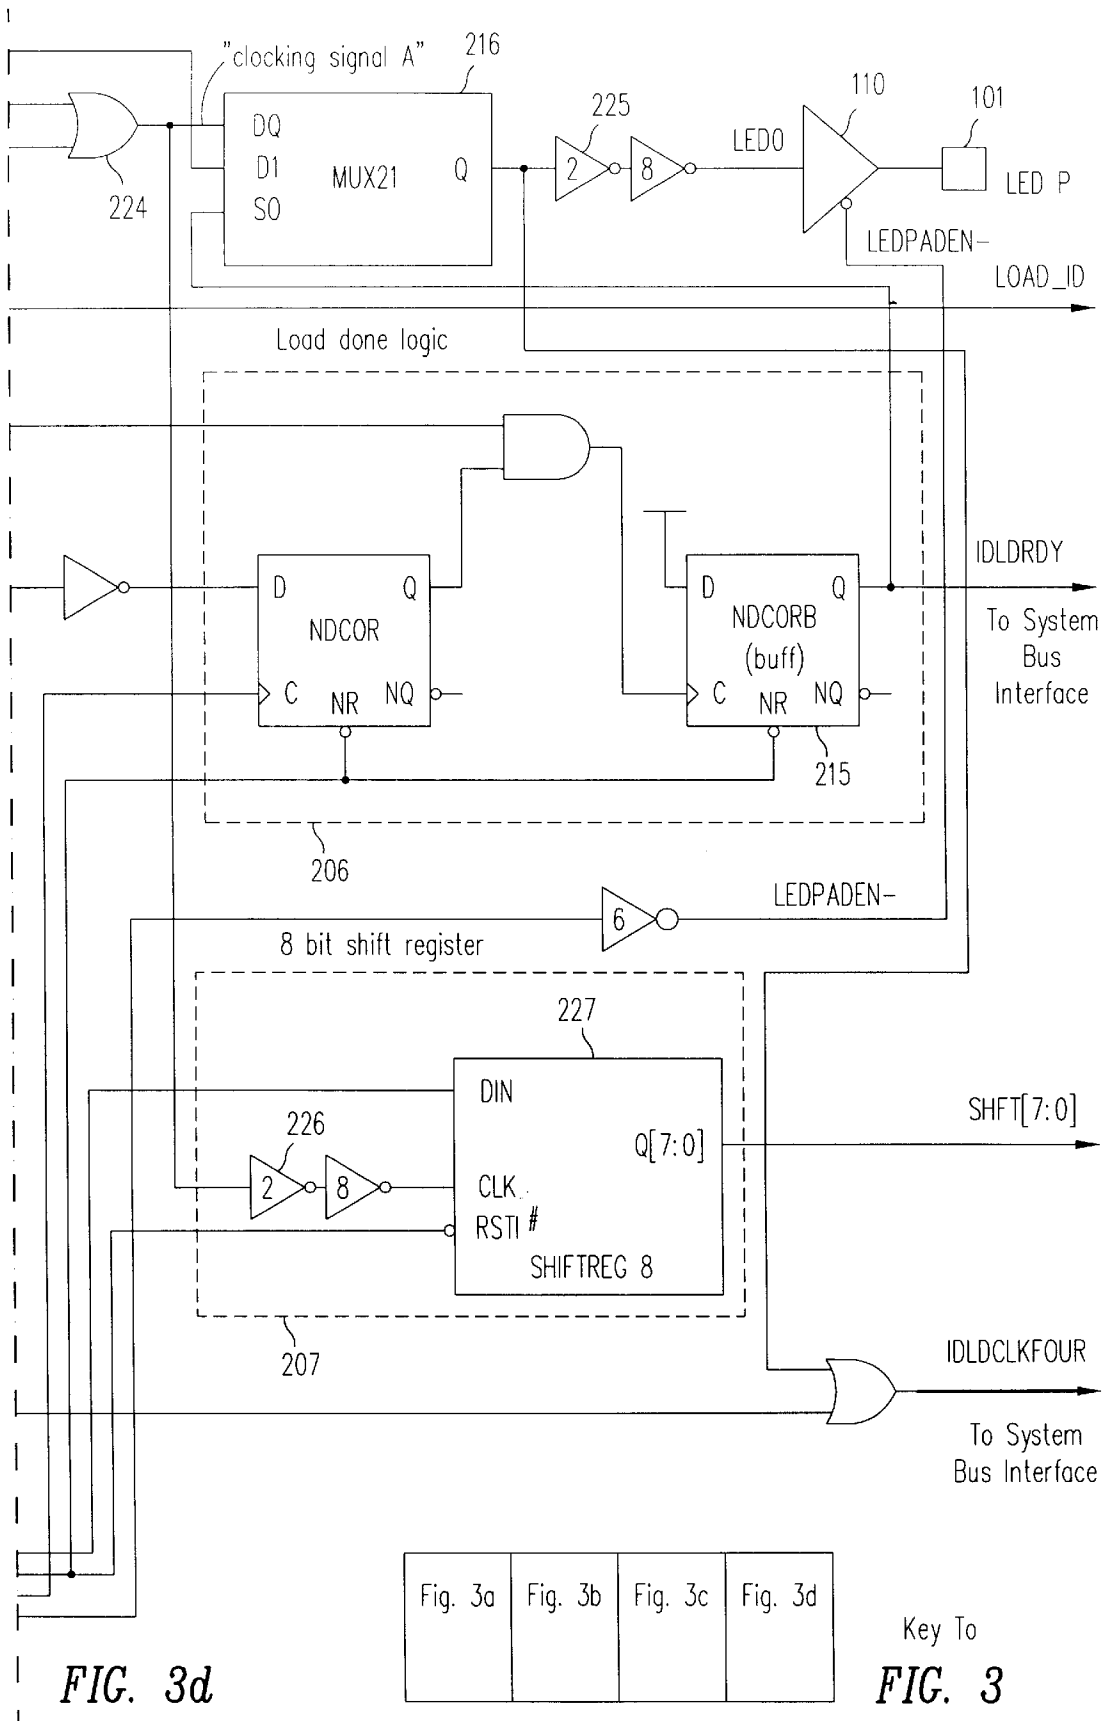 "clocking signal A"
216
225
110
101
DQ
D1
SO
MUX21
Q
2
8
LEDO
LED P
224
LEDPADEN-
LOAD_ID
Load done logic
D
Q
NDCOR
C
NR
NQ
D
Q
NDCORB
(buff)
C
NR
NQ
IDLDRDY
To System
Bus
Interface
215
206
6
LEDPADEN-
8 bit shift register
227
DIN
Q[7:0]
SHFT[7:0]
226
2
8
CLK
RSTI #
SHIFTREG 8
207
IDLDCLKFOUR
To System
Bus Interface
Fig. 3a
Fig. 3b
Fig. 3c
Fig. 3d
Key To
FIG. 3d
FIG. 3